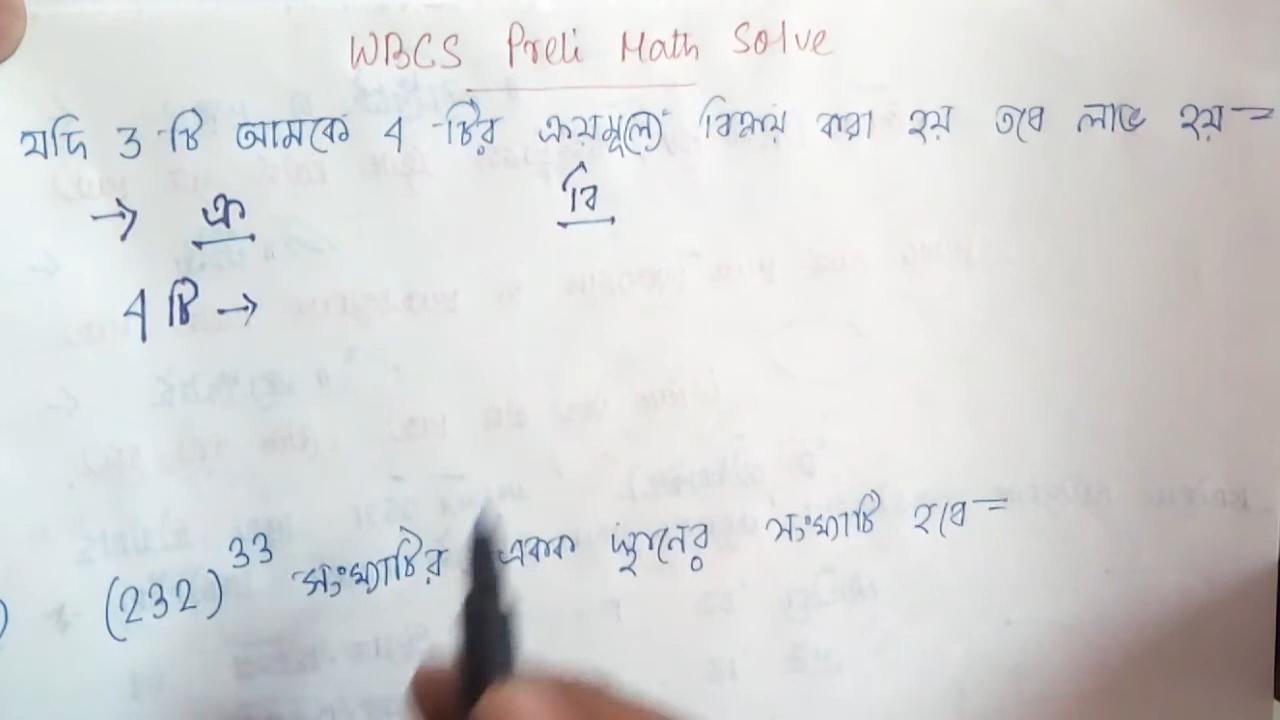 WBCS Preli Math Solve
যদি 3 টি আমকে 4 টির ক্রয়মূল্যে বিক্রয় করা হয় তবে লাভ হয় =
→ ক্র বি
4 টি →
(232)^33 সংখ্যাটির একক স্থানের সংখ্যাটি হবে =